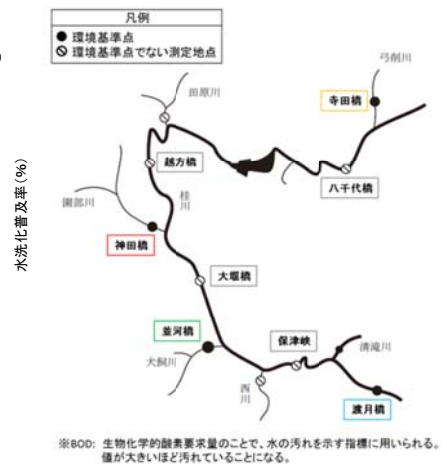 凡例
● 環境基準点
⊘ 環境基準点でない測定地点
水洗化普及率(%)
弓削川
田原川
寺田橋
越方橋
八千代橋
桂川
園部川
神田橋
大堰橋
並河橋
保津峡
清滝川
犬飼川
西川
渡月橋
※BOD: 生物化学的酸素要求量のことで、水の汚れを示す指標に用いられる。
値が大きいほど汚れていることになる。